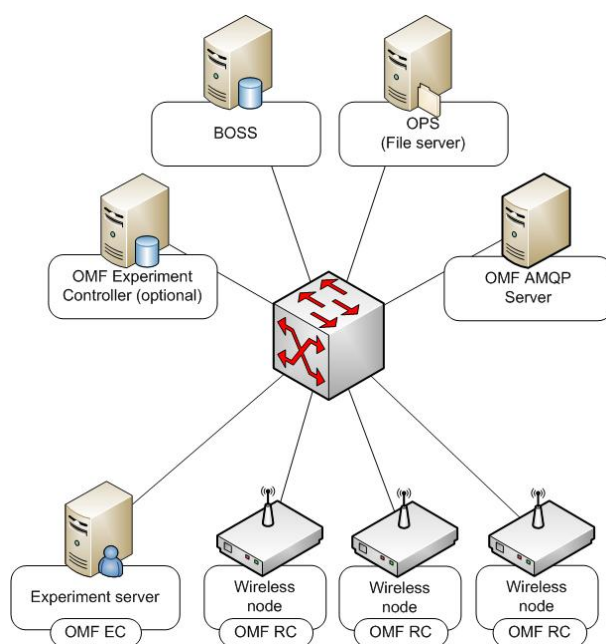 BOSS
OPS
(File server)
OMF Experiment
Controller (optional)
OMF AMQP
Server
Experiment server
OMF EC
Wireless
node
OMF RC
Wireless
node
OMF RC
Wireless
node
OMF RC